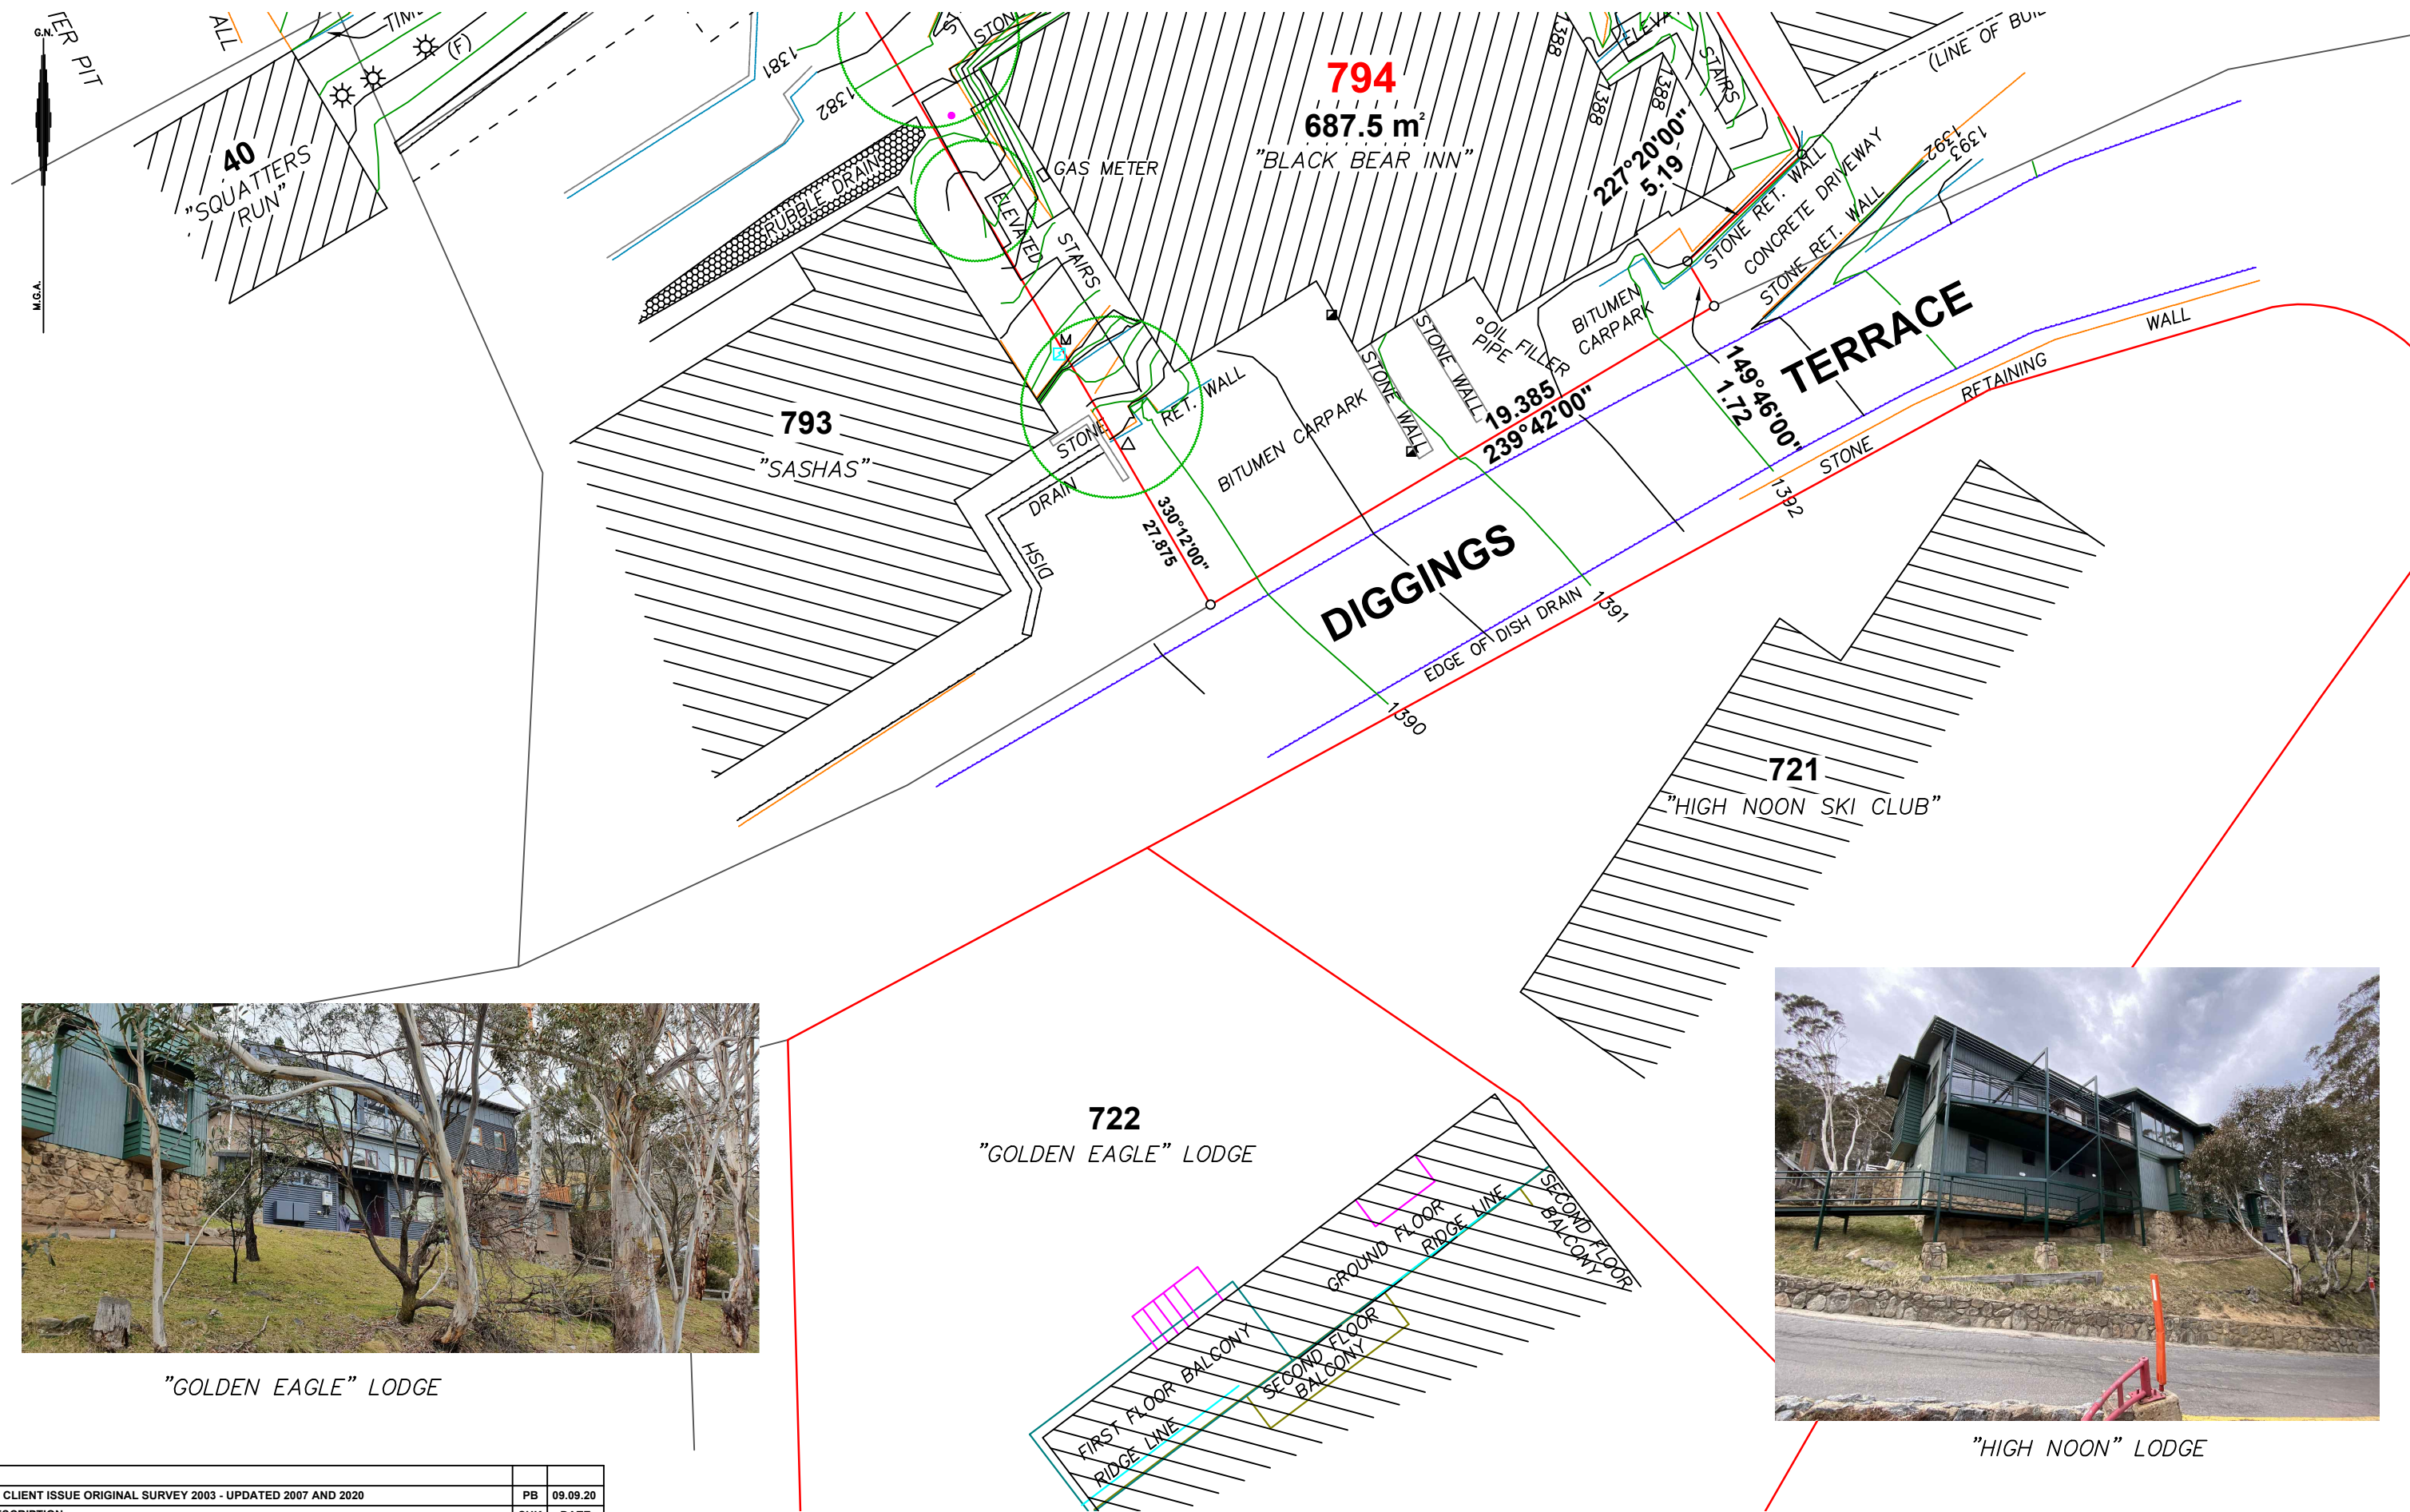 G.N.
M.G.A.
TER PIT
ALL
(F)
40
"SQUATTERS
RUN"
1381
1382
RUBBLE DRAIN
STONE
ELEVATED
STAIRS
GAS METER
794
687.5 m²
"BLACK BEAR INN"
1388
1388
1388
STAIRS
(LINE OF BUIL
227°20'00"
5.19
STONE RET. WALL
CONCRETE DRIVEWAY
STONE RET. WALL
1392
1393
BITUMEN
CARPARK
OIL FILLER
PIPE
STONE WALL
STONE WALL
BITUMEN CARPARK
STONE RET. WALL
793
"SASHAS"
DISH DRAIN
330°12'00"
27.875
19.385
239°42'00"
149°46'00"
1.72
DIGGINGS TERRACE
STONE RETAINING WALL
EDGE OF DISH DRAIN
1390
1391
1392
721
"HIGH NOON SKI CLUB"
722
"GOLDEN EAGLE" LODGE
GROUND FLOOR
RIDGE LINE
SECOND FLOOR
BALCONY
FIRST FLOOR BALCONY
RIDGE LINE
SECOND FLOOR
BALCONY
"GOLDEN EAGLE" LODGE
"HIGH NOON" LODGE
CLIENT ISSUE ORIGINAL SURVEY 2003 - UPDATED 2007 AND 2020 PB 09.09.20